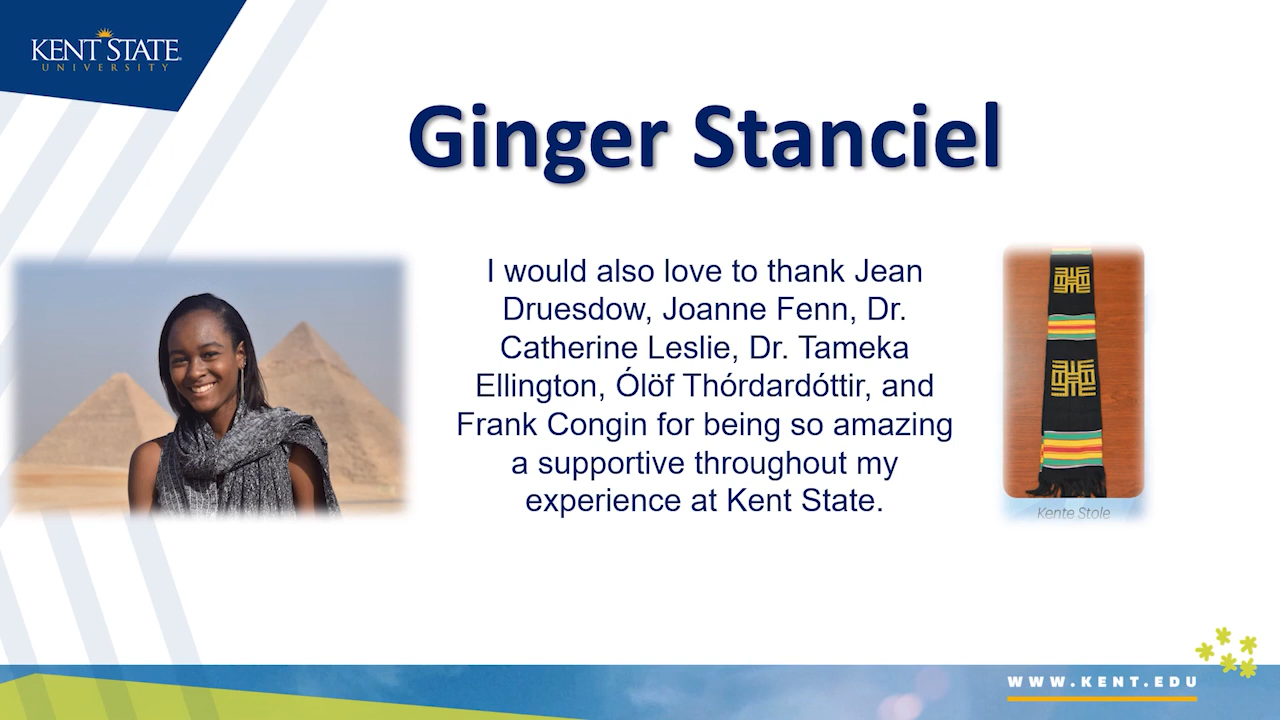 KENT STATE
UNIVERSITY
Ginger Stanciel
I would also love to thank Jean
Druesdow, Joanne Fenn, Dr.
Catherine Leslie, Dr. Tameka
Ellington, Ólöf Thórdardóttir, and
Frank Congin for being so amazing
a supportive throughout my
experience at Kent State.
Kente Stole
WWW.KENT.EDU